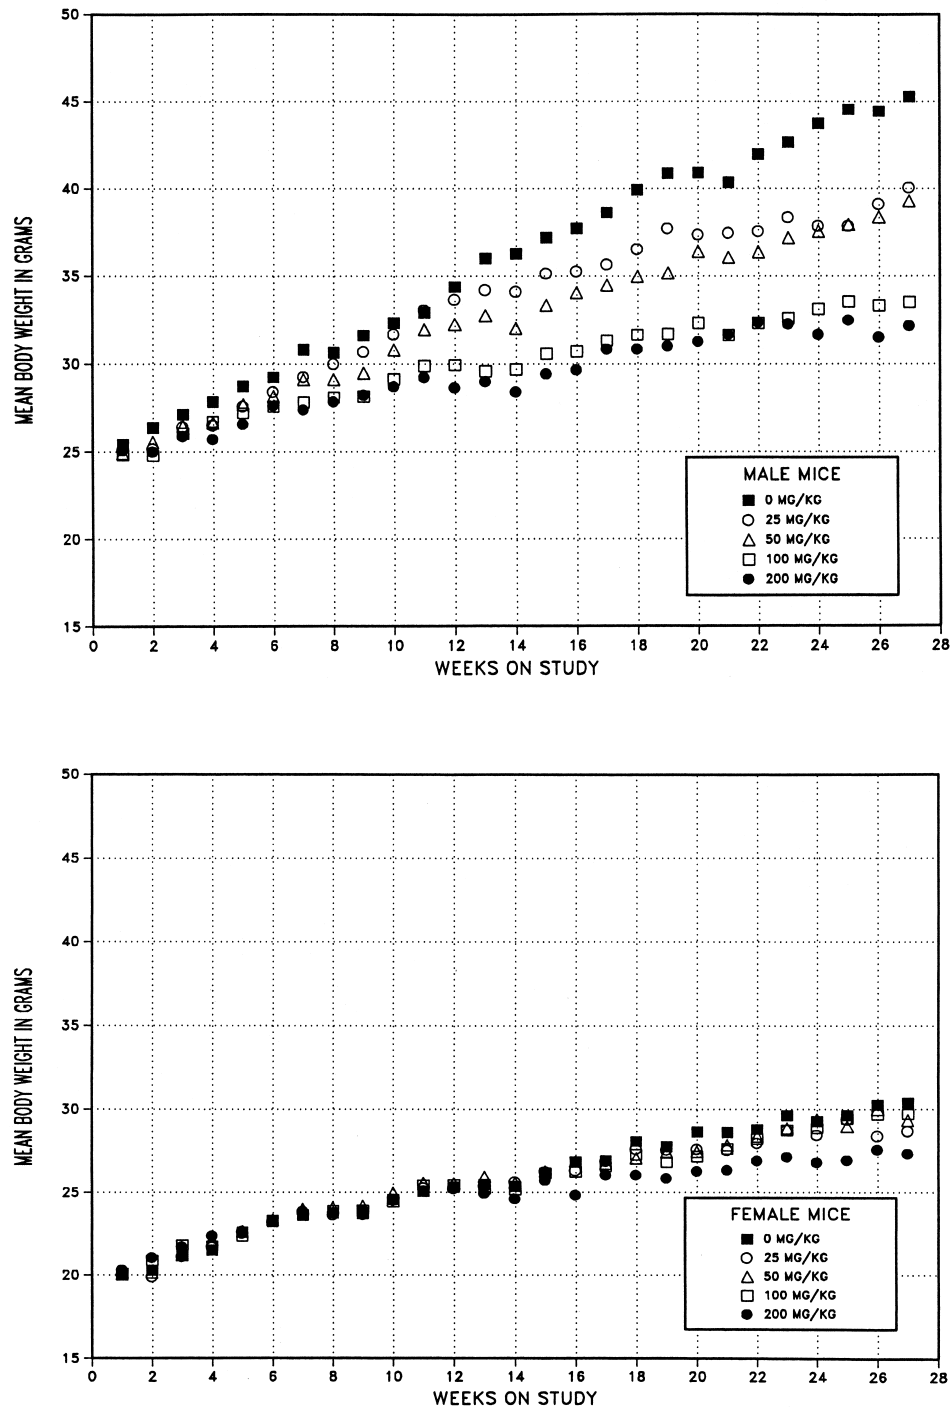 50
45
40
35
30
25
20
15
MEAN BODY WEIGHT IN GRAMS
MALE MICE
0 MG/KG
25 MG/KG
50 MG/KG
100 MG/KG
200 MG/KG
0 2 4 6 8 10 12 14 16 18 20 22 24 26 28
WEEKS ON STUDY
50
45
40
35
30
25
20
15
MEAN BODY WEIGHT IN GRAMS
FEMALE MICE
0 MG/KG
25 MG/KG
50 MG/KG
100 MG/KG
200 MG/KG
0 2 4 6 8 10 12 14 16 18 20 22 24 26 28
WEEKS ON STUDY